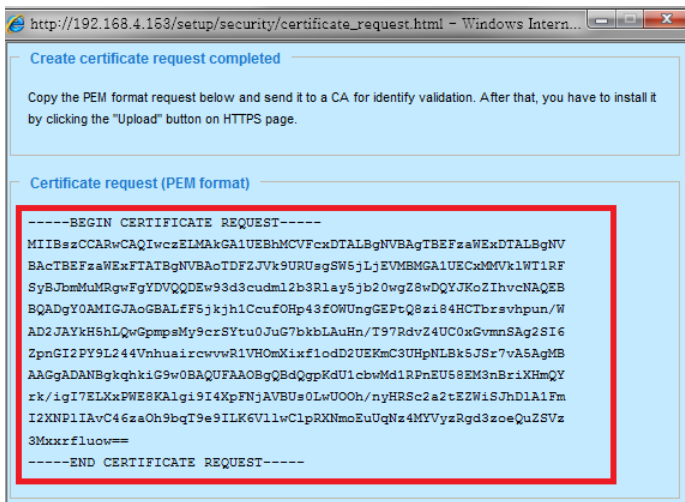 http://192.168.4.153/setup/security/certificate_request.html - Windows Intern...
Create certificate request completed
Copy the PEM format request below and send it to a CA for identify validation. After that, you have to install it
by clicking the "Upload" button on HTTPS page.
Certificate request (PEM format)
-----BEGIN CERTIFICATE REQUEST-----
MIIBszCCARwCAQIwczELMAkGA1UEBhMCVFcxDTALBgNVBAgTBEFzaWExDTALBgNV
BAcTBEFzaWExFTATBgNVBAoTDFZJVk9URUsgSW5jLjEVMBMGA1UECxMMVklWT1RF
SyBJbmMuMRgwFgYDVQQDEw93d3cudml2b3Rlay5jb20wgZ8wDQYJKoZIhvcNAQEB
BQADgY0AMIGJAoGBALfF5jkjh1CcufOHp43fOWUngGEPtQ8zi84HCTbrsvhpun/W
AD2JAYkH5hLQwGpmpsMy9crSYtu0JuG7bkbLAuHn/T97RdvZ4UC0xGvmnSAg2SI6
ZpnGI2PY9L244VnhuaircwvwR1VHOmXixf1odD2UEKmC3UHpNLBk5JSr7vA5AgMB
AAGgADANBgkqhkiG9w0BAQUFAAOBgQBdQgpKdU1cbwMd1RPnEU58EM3nBriXHmQY
rk/igI7ELXxPWE8KAlgi9I4XpFNjAVBUs0LwUOOh/nyHRSc2a2tEZWiSJhDlA1Fm
I2XNPlIAvC46zaOh9bqT9e9ILK6VllwClpRXNmoEuUqNz4MYVyzRgd3zoeQuZSVz
3Mxxrfluow==
-----END CERTIFICATE REQUEST-----